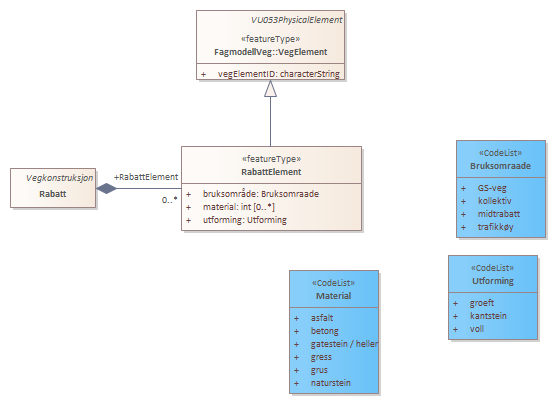 VU053PhysicalElement
«featureType»
FagmodellVeg::VegElement
+ vegElementID: characterString
Vegkonstruksjon
Rabatt
+RabattElement
0..*
«featureType»
RabattElement
+ bruksområde: Bruksomraade
+ material: int [0..*]
+ utforming: Utforming
«CodeList»
Bruksomraade
+ GS-veg
+ kollektiv
+ midtrabatt
+ trafikkøy
«CodeList»
Material
+ asfalt
+ betong
+ gatestein / heller
+ gress
+ grus
+ naturstein
«CodeList»
Utforming
+ groeft
+ kantstein
+ voll